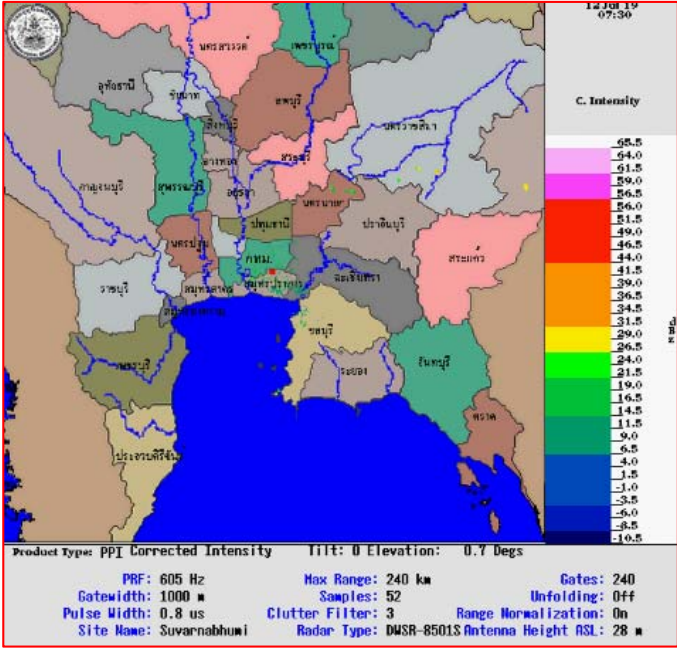 12 Jul 19
07:30
C. Intensity
นครสวรรค์
เพชรบูรณ์
อุทัยธานี
ชัยนาท
ลพบุรี
สิงห์บุรี
นครราชสีมา
อ่างทอง
สระบุรี
กาญจนบุรี
สุพรรณบุรี
อยุธยา
นครนายก
ปราจีนบุรี
ปทุมธานี
นครปฐม
กทม.
สระแก้ว
ราชบุรี
สมุทรสาคร
สมุทรปราการ
ฉะเชิงเทรา
สมุทรสงคราม
ชลบุรี
เพชรบุรี
ระยอง
จันทบุรี
ตราด
ประจวบคีรีขันธ์
65.5
64.0
61.5
59.0
56.5
56.0
51.5
49.0
46.5
44.0
41.5
39.0
36.5
34.0
31.5
29.0
26.5
24.0
21.5
19.0
16.5
14.5
9.0
6.5
4.0
1.5
-1.0
-3.5
-6.0
-8.5
-10.5
Product Type: PPI Corrected Intensity Tilt: 0 Elevation: 0.7 Degs
PRF: 605 Hz Max Range: 240 km Gates: 240
Gatewidth: 1000 m Samples: 52 Unfolding: Off
Pulse Width: 0.8 us Clutter Filter: 3 Range Normalization: On
Site Name: Suvarnabhumi Radar Type: DWSR-8501S Antenna Height ASL: 28 m